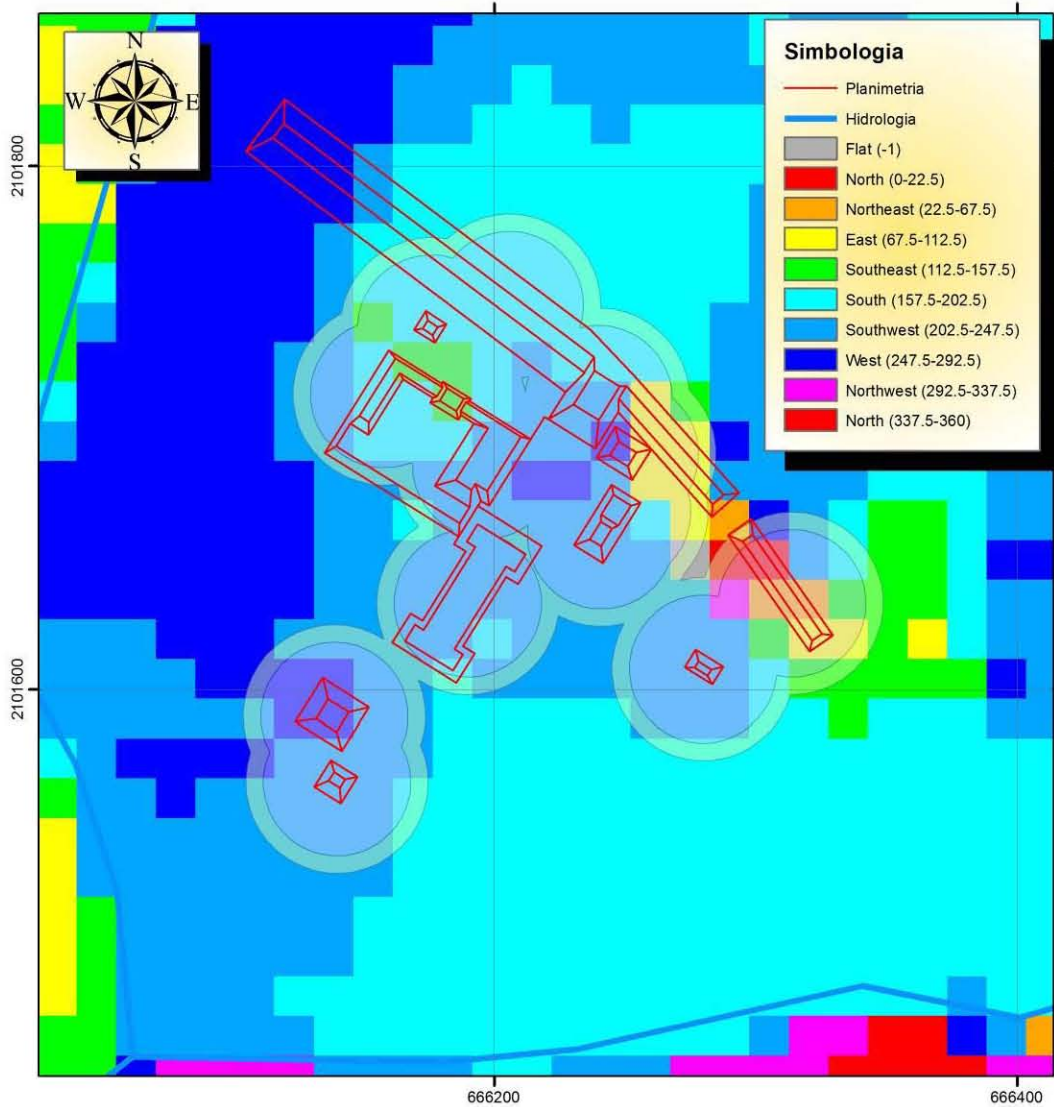 N
W E
S
Simbologia
Planimetria
Hidrologia
Flat (-1)
North (0-22.5)
Northeast (22.5-67.5)
East (67.5-112.5)
Southeast (112.5-157.5)
South (157.5-202.5)
Southwest (202.5-247.5)
West (247.5-292.5)
Northwest (292.5-337.5)
North (337.5-360)
2101800
2101600
666200
666400